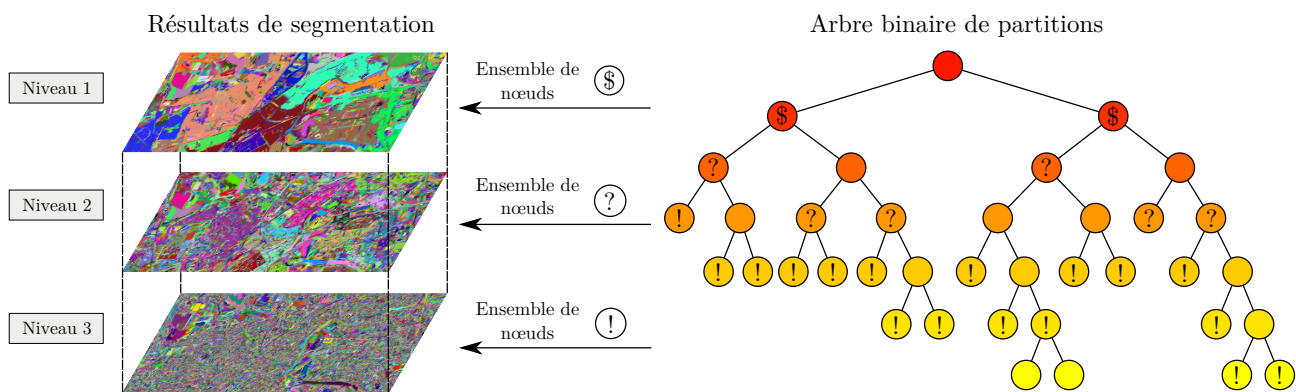 Résultats de segmentation
Arbre binaire de partitions
Niveau 1
Ensemble de
nœuds
$
$ $
Niveau 2
Ensemble de
nœuds
?
? ?
! ? ? ? ?
! ! ! ! ! ! ! ! !
Niveau 3
Ensemble de
nœuds
!
! ! ! ! !
! !